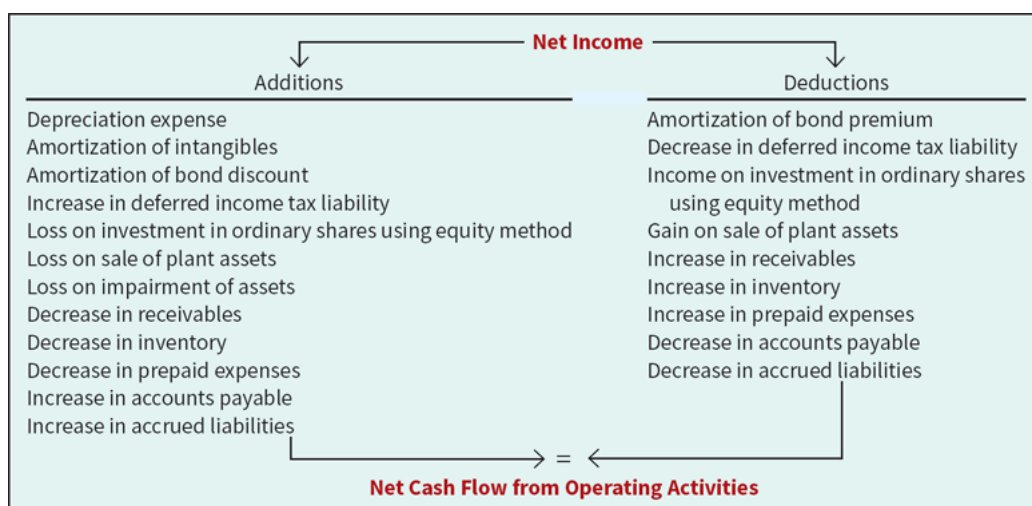 Net Income
Additions
Depreciation expense
Amortization of intangibles
Amortization of bond discount
Increase in deferred income tax liability
Loss on investment in ordinary shares using equity method
Loss on sale of plant assets
Loss on impairment of assets
Decrease in receivables
Decrease in inventory
Decrease in prepaid expenses
Increase in accounts payable
Increase in accrued liabilities
Deductions
Amortization of bond premium
Decrease in deferred income tax liability
Income on investment in ordinary shares
using equity method
Gain on sale of plant assets
Increase in receivables
Increase in inventory
Increase in prepaid expenses
Decrease in accounts payable
Decrease in accrued liabilities
=
Net Cash Flow from Operating Activities